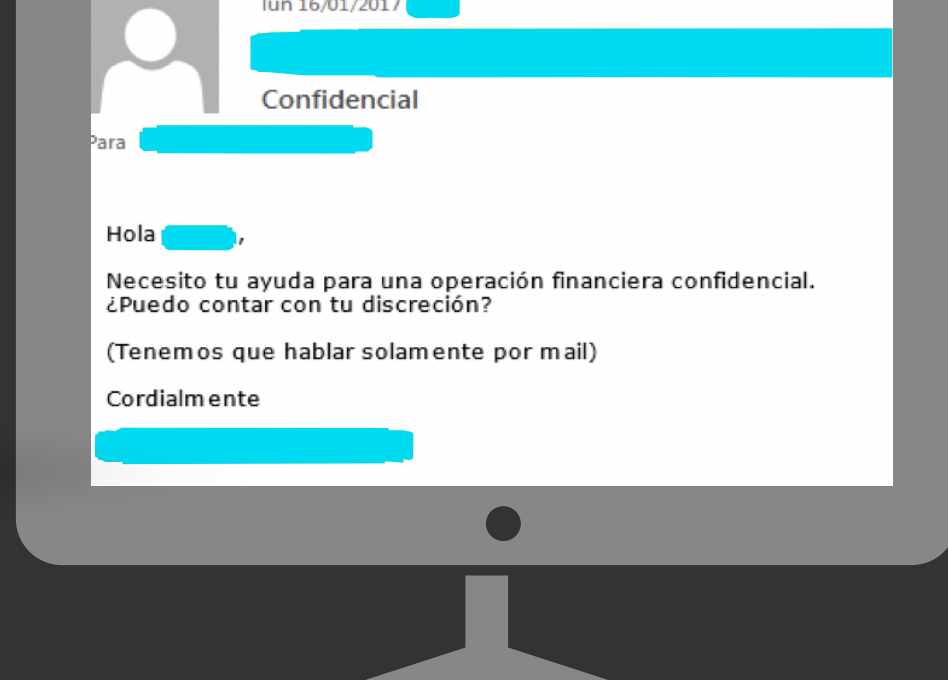 lun 16/01/2017
Confidencial
Para
Hola ,
Necesito tu ayuda para una operación financiera confidencial.
¿Puedo contar con tu discreción?
(Tenemos que hablar solamente por mail)
Cordialmente